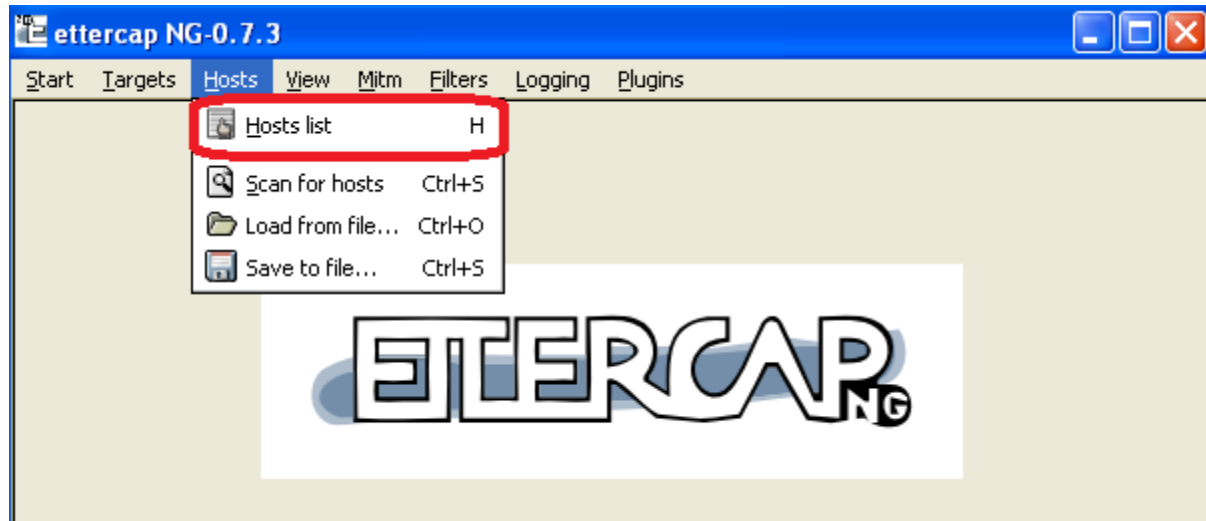 ettercap NG-0.7.3
Start Targets Hosts View Mitm Filters Logging Plugins
Hosts list H
Scan for hosts Ctrl+S
Load from file... Ctrl+O
Save to file... Ctrl+S
ETTERCAP
NG